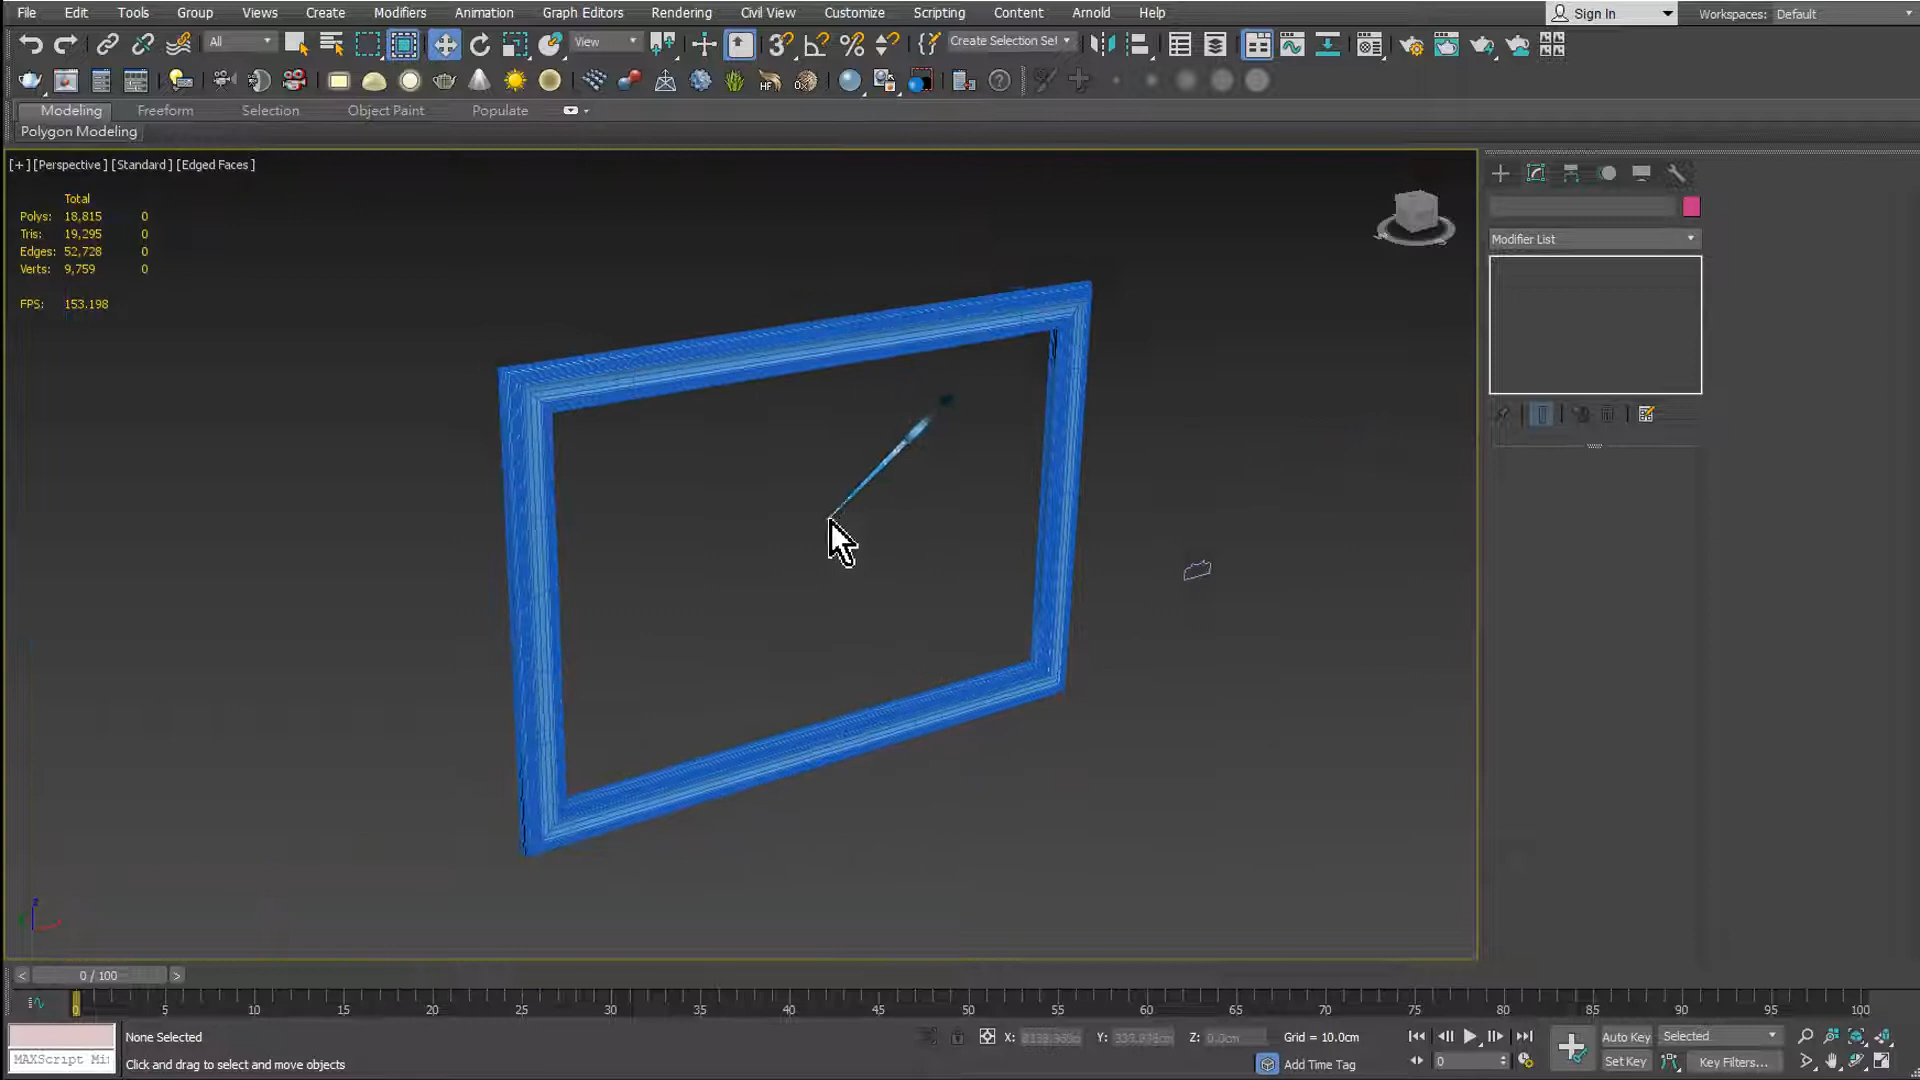 File Edit Tools Group Views Create Modifiers Animation Graph Editors Rendering Civil View Customize Scripting Content Arnold Help Sign In Workspaces: Default
All View Create Selection Set
Modeling Freeform Selection Object Paint Populate
Polygon Modeling
[+] [Perspective ] [Standard ] [Edged Faces ]
Total
Polys: 18,815 0
Tris: 19,295 0
Edges: 52,728 0
Verts: 9,759 0
FPS: 153.198
Modifier List
< 0 / 100 >
0 5 10 15 20 25 30 35 40 45 50 55 60 65 70 75 80 85 90 95 100
None Selected X: Y: Z: 0.0cm Grid = 10.0cm Auto Key Selected
MAXScript Mi Click and drag to select and move objects Add Time Tag 0 Set Key Key Filters...